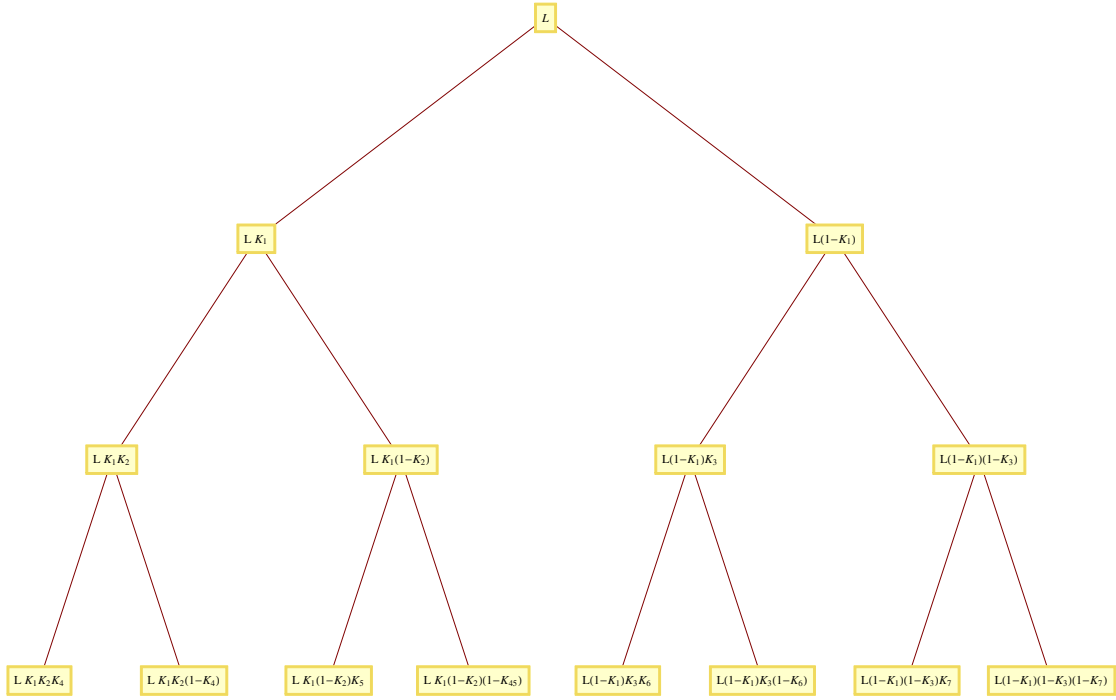 L
L K₁
L(1−K₁)
L K₁K₂
L K₁(1−K₂)
L(1−K₁)K₃
L(1−K₁)(1−K₃)
L K₁K₂K₄
L K₁K₂(1−K₄)
L K₁(1−K₂)K₅
L K₁(1−K₂)(1−K₄₅)
L(1−K₁)K₃K₆
L(1−K₁)K₃(1−K₆)
L(1−K₁)(1−K₃)K₇
L(1−K₁)(1−K₃)(1−K₇)